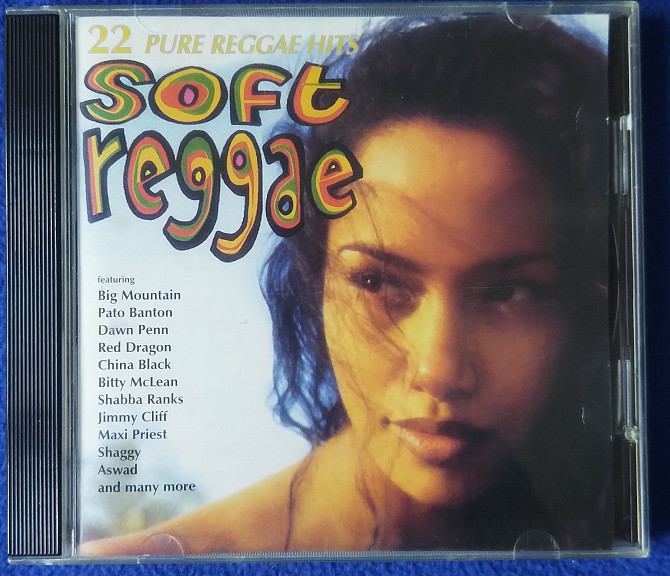 22 PURE REGGAE HITS
soft
reggae
featuring
Big Mountain
Pato Banton
Dawn Penn
Red Dragon
China Black
Bitty McLean
Shabba Ranks
Jimmy Cliff
Maxi Priest
Shaggy
Aswad
and many more